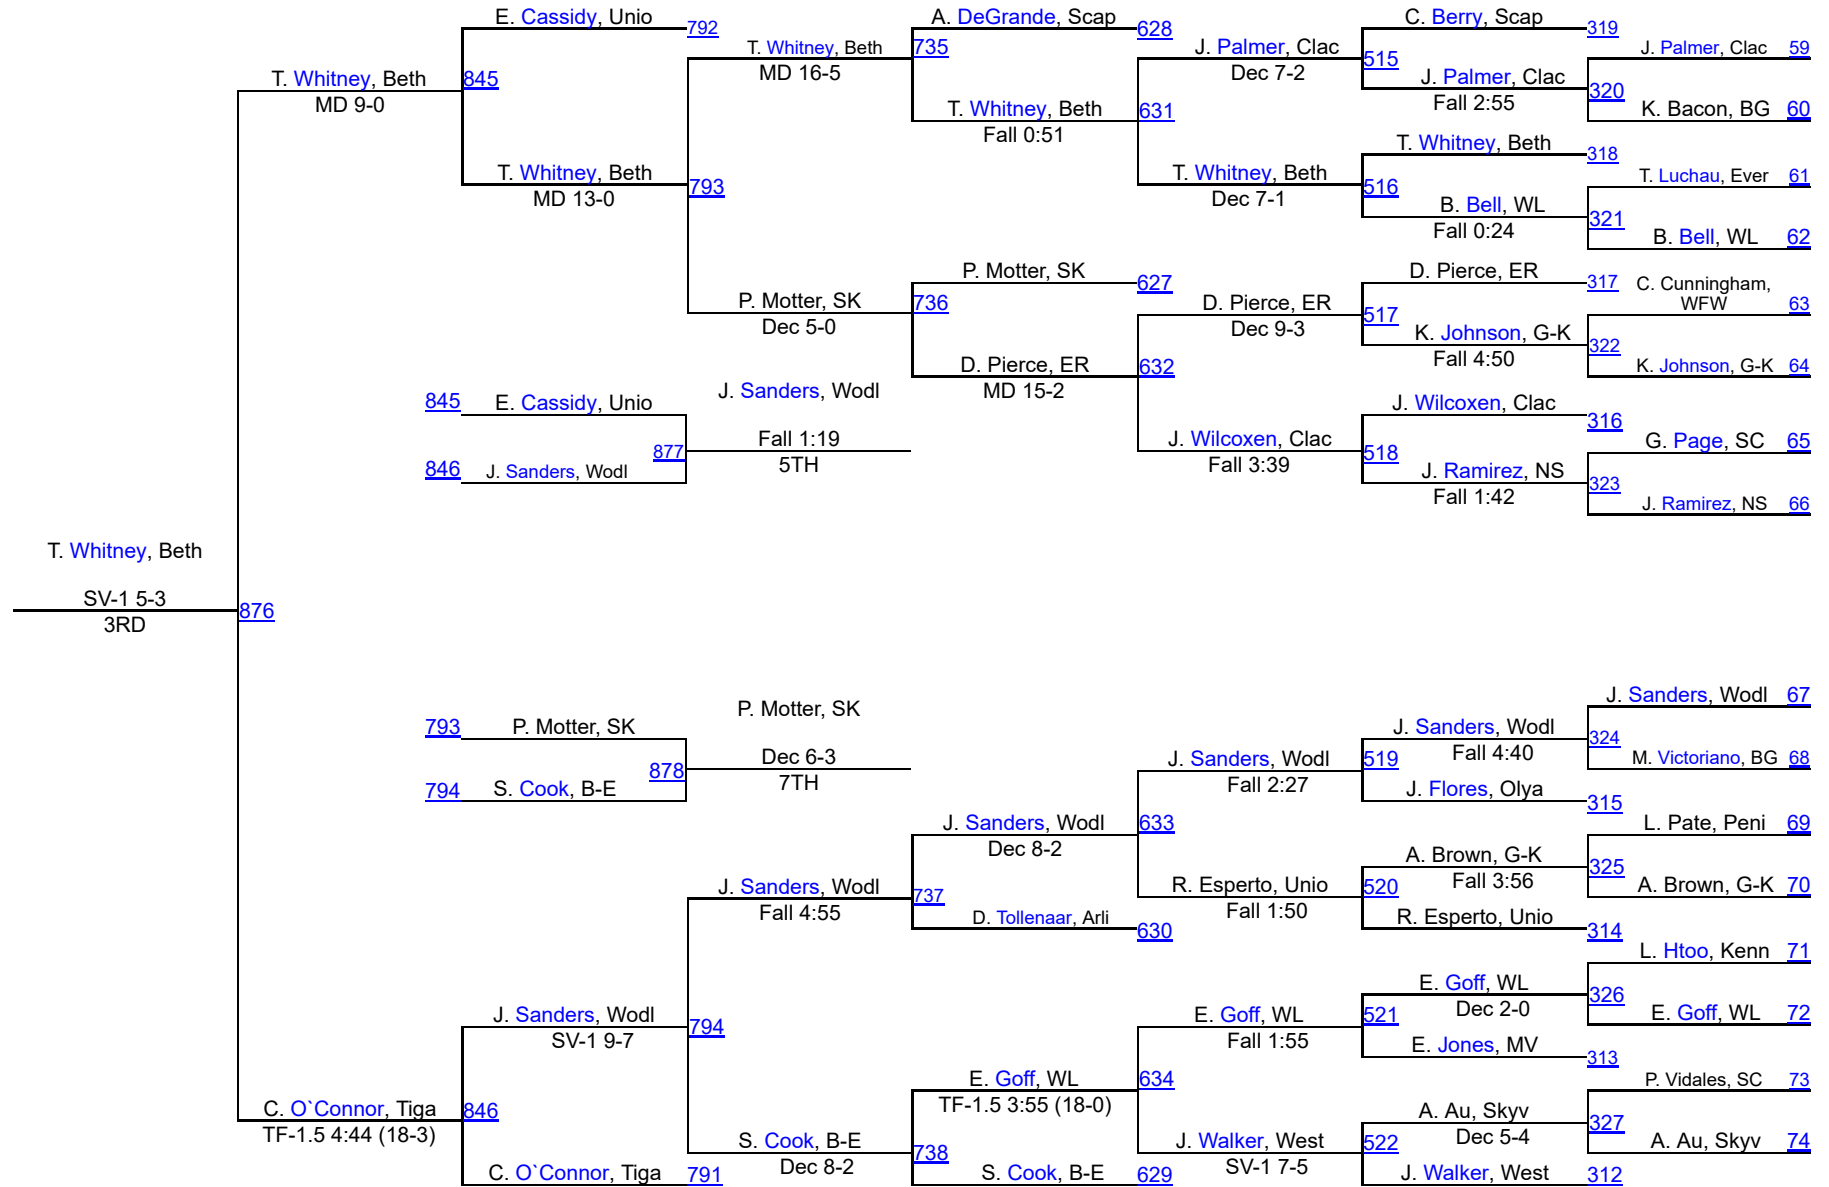 E. Cassidy, Unio
792
T. Whitney, Beth
MD 9-0
845
T. Whitney, Beth
MD 13-0
793
T. Whitney, Beth
MD 16-5
735
A. DeGrande, Scap
628
T. Whitney, Beth
Fall 0:51
631
J. Palmer, Clac
Dec 7-2
515
C. Berry, Scap
319
J. Palmer, Clac
Fall 2:55
320
J. Palmer, Clac 59
K. Bacon, BG 60
T. Whitney, Beth
Dec 7-1
516
T. Whitney, Beth
318
B. Bell, WL
Fall 0:24
321
T. Luchau, Ever 61
B. Bell, WL 62
P. Motter, SK
Dec 5-0
736
P. Motter, SK
627
D. Pierce, ER
MD 15-2
632
D. Pierce, ER
Dec 9-3
517
D. Pierce, ER
317
K. Johnson, G-K
Fall 4:50
322
C. Cunningham,
WFW 63
K. Johnson, G-K 64
J. Wilcoxen, Clac
Fall 3:39
518
J. Wilcoxen, Clac
316
J. Ramirez, NS
Fall 1:42
323
G. Page, SC 65
J. Ramirez, NS 66
845 E. Cassidy, Unio
846 J. Sanders, Wodl
877
J. Sanders, Wodl
Fall 1:19
5TH
T. Whitney, Beth
SV-1 5-3
3RD
876
793 P. Motter, SK
794 S. Cook, B-E
878
P. Motter, SK
Dec 6-3
7TH
J. Sanders, Wodl 67
M. Victoriano, BG 68
324
J. Sanders, Wodl
Fall 4:40
J. Flores, Olya
315
519
J. Sanders, Wodl
Fall 2:27
633
J. Sanders, Wodl
Dec 8-2
L. Pate, Peni 69
A. Brown, G-K 70
325
A. Brown, G-K
Fall 3:56
R. Esperto, Unio
314
520
R. Esperto, Unio
Fall 1:50
737
J. Sanders, Wodl
Fall 4:55
D. Tollenaar, Arli
630
L. Htoo, Kenn 71
E. Goff, WL 72
326
E. Goff, WL
Dec 2-0
E. Jones, MV
313
521
E. Goff, WL
Fall 1:55
634
E. Goff, WL
TF-1.5 3:55 (18-0)
P. Vidales, SC 73
A. Au, Skyv 74
327
A. Au, Skyv
Dec 5-4
J. Walker, West
312
522
J. Walker, West
SV-1 7-5
738
S. Cook, B-E
Dec 8-2
S. Cook, B-E
629
794
J. Sanders, Wodl
SV-1 9-7
846
C. O`Connor, Tiga
TF-1.5 4:44 (18-3)
C. O`Connor, Tiga
791